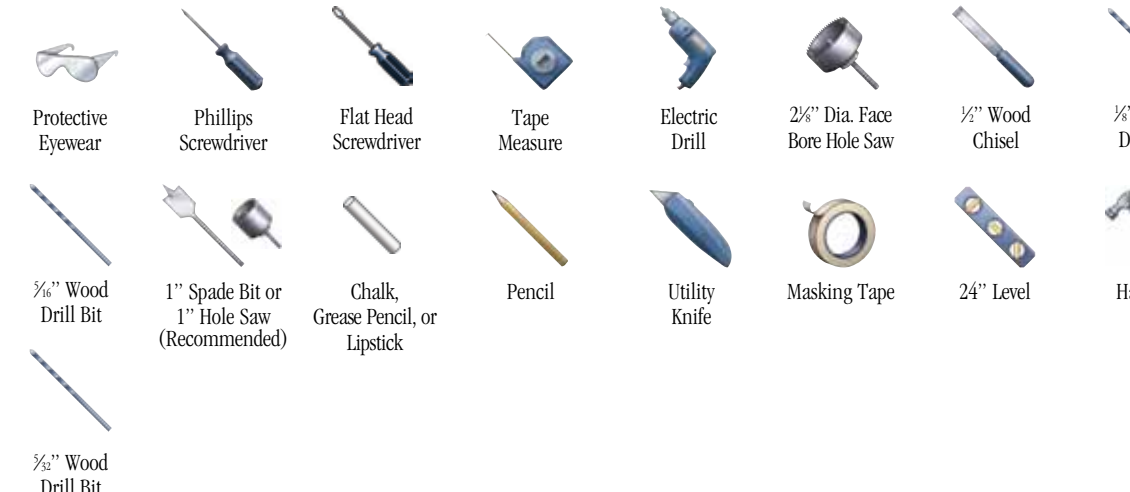 Protective
Eyewear
Phillips
Screwdriver
Flat Head
Screwdriver
Tape
Measure
Electric
Drill
2⅛” Dia. Face
Bore Hole Saw
½” Wood
Chisel
⅛”
5⁄16” Wood
Drill Bit
1” Spade Bit or
1” Hole Saw
(Recommended)
Chalk,
Grease Pencil, or
Lipstick
Pencil
Utility
Knife
Masking Tape
24” Level
5⁄32” Wood
Drill Bit